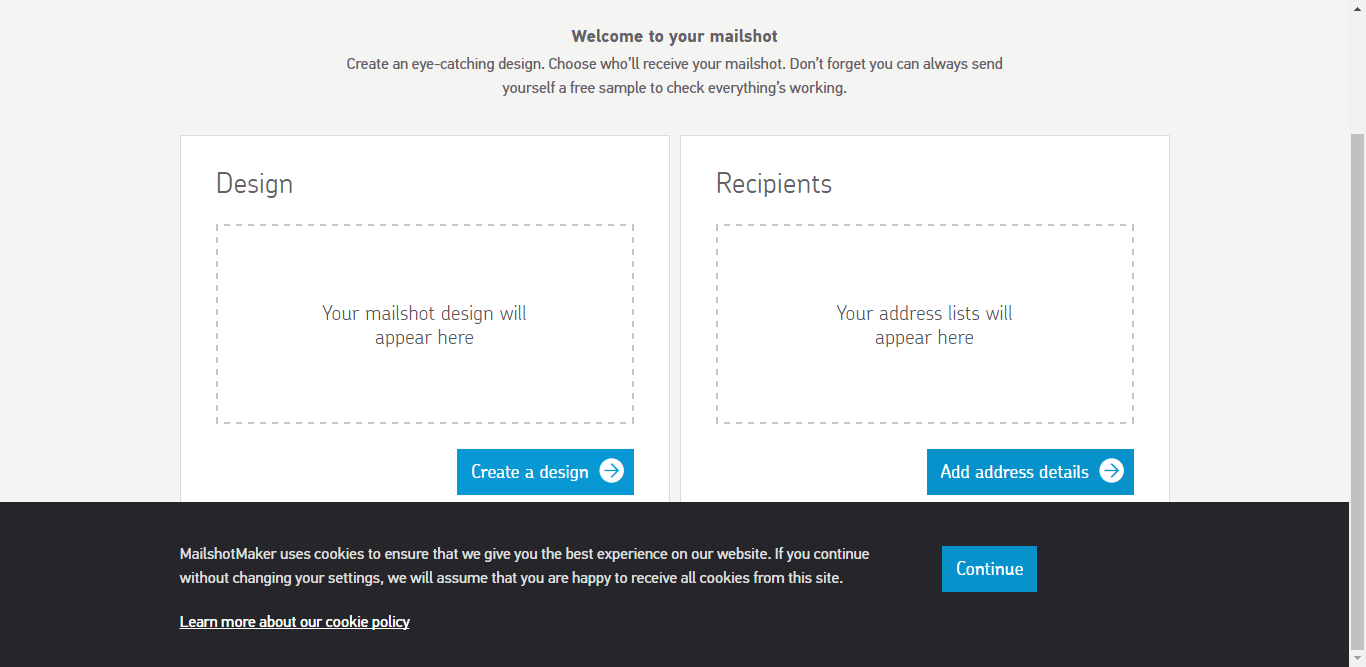 Welcome to your mailshot
Create an eye-catching design. Choose who'll receive your mailshot. Don't forget you can always send
yourself a free sample to check everything's working.
Design
Your mailshot design will
appear here
Create a design
Recipients
Your address lists will
appear here
Add address details
MailshotMaker uses cookies to ensure that we give you the best experience on our website. If you continue
without changing your settings, we will assume that you are happy to receive all cookies from this site.
Continue
Learn more about our cookie policy